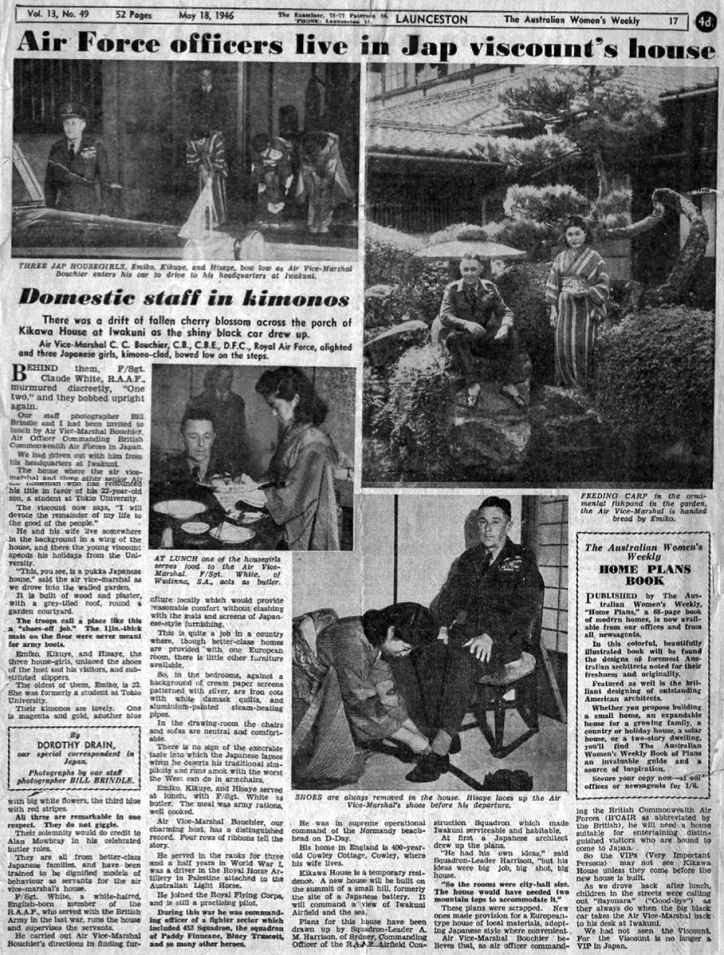 Vol. 13, No. 49
52 Pages
May 18, 1946
The Examiner, 71-77 Paterson St.
LAUNCESTON
The Australian Women's Weekly
17
4d.
Air Force officers live in Jap viscount's house
THREE JAP HOUSEGIRLS, Emiko, Kikuye, and Hisaye, bow low as Air Vice-Marshal
Bouchier enters his car to drive to his headquarters at Iwakuni.
Domestic staff in kimonos
There was a drift of fallen cherry blossom across the porch of
Kikawa House at Iwakuni as the shiny black car drew up.
Air Vice-Marshal C. C. Bouchier, C.B., C.B.E., D.F.C., Royal Air Force, alighted
and three Japanese girls, kimono-clad, bowed low on the steps.
BEHIND them, F/Sgt.
Claude White, R.A.A.F.,
murmured discreetly, "One
two," and they bobbed upright
again.
Our staff photographer Bill
Brindle and I had been invited to
lunch by Air Vice-Marshal Bouchier,
Air Officer Commanding British
Commonwealth Air Forces in Japan.
We had driven out with him from
his headquarters at Iwakuni.
The house where the air vice-
marshal and three other senior Air
nobleman who has renounced
his title in favor of his 22-year-old
son, a student at Tokio University.
The viscount now says, "I will
devote the remainder of my life to
the good of the people."
He and his wife live somewhere
in the background in a wing of the
house, and there the young viscount
spends his holidays from the Uni-
versity.
"This, you see, is a pukka Japanese
house," said the air vice-marshal as
we drove into the walled garden.
It is built of wood and plaster,
with a grey-tiled roof, round a
garden courtyard.
The troops call a place like this
a "shoes-off job." The 1½in.-thick
mats on the floor were never meant
for army boots.
Emiko, Kikuye, and Hisaye, the
three house-girls, unlaced the shoes
of the host and his visitors, and sub-
stituted slippers.
The oldest of them, Emiko, is 22.
She was formerly a student at Tokio
University.
Their kimonos are lovely. One
is magenta and gold, another blue
By
DOROTHY DRAIN,
our special correspondent in
Japan.
Photographs by our staff
photographer BILL BRINDLE.
with big white flowers, the third blue
with red stripes.
All three are remarkable in one
respect. They do not giggle.
Their solemnity would do credit to
Alan Mowbray in his celebrated
butler roles.
They are all from better-class
Japanese families, and have been
trained to be dignified models of
behaviour as servants for the air
vice-marshal's house.
F/Sgt. White, a white-haired,
English-born member of the
R.A.A.F., who served with the British
Army in the last war, runs the house
and supervises the servants.
He carried out Air Vice-Marshal
Bouchier's directions in finding fur-
AT LUNCH one of the housegirls
serves food to the Air Vice-
Marshal. F/Sgt. White, of
Wudinna, S.A., acts as butler.
niture locally which would provide
reasonable comfort without clashing
with the mats and screens of Japan-
ese-style furnishing.
This is quite a job in a country
where, though better-class homes
are provided with one European
room, there is little other furniture
available.
So, in the bedrooms, against a
background of cream paper screens
patterned with silver, are iron cots
with white damask quilts, and
aluminium-painted steam-heating
pipes.
In the drawing-room the chairs
and sofas are neutral and comfort-
able.
There is no sign of the execrable
taste into which the Japanese lapses
when he deserts his traditional sim-
plicity and runs amok with the worst
the West can do in armchairs.
Emiko, Kikuye, and Hisaye served
at lunch, with F/Sgt. White as
butler. The meal was army rations,
well cooked.
Air Vice-Marshal Bouchier, our
charming host, has a distinguished
record. Four rows of ribbons tell the
story.
He served in the ranks for three
and a half years in World War I,
was a driver in the Royal Horse Ar-
tillery in Palestine attached to the
Australian Light Horse.
He joined the Royal Flying Corps,
and is still a practising pilot.
During this war he was command-
ing officer of a fighter sector which
included 452 Squadron, the squadron
of Paddy Finucane, Bluey Truscott,
and so many other heroes.
SHOES are always removed in the house. Hisaye laces up the Air
Vice-Marshal's shoes before his departure.
He was in supreme operational
command of the Normandy beach-
head on D-Day.
His home in England is 400-year-
old Cowley Cottage, Cowley, where
his wife lives.
Kikawa House is a temporary resi-
dence. A new house will be built on
the summit of a small hill, formerly
the site of a Japanese battery. It
will command a view of Iwakuni
Airfield and the sea.
Plans for this house have been
drawn up by Squadron-Leader A.
M. Harrison, of Sydney, Commanding
Officer of the R.A.A.F. Airfield Con-
struction Squadron which made
Iwakuni serviceable and habitable.
At first a Japanese architect
drew up the plans.
"He had his own ideas," said
Squadron-Leader Harrison, "but his
ideas were big job, big shot, big
house.
"So the rooms were city-hall size.
The house would have needed two
mountain tops to accommodate it."
These plans were scrapped. New
ones made provision for a European-
type house of local materials, adopt-
ing Japanese style where convenient.
Air Vice-Marshal Bouchier be-
lieves that, as air officer command-
FEEDING CARP in the orna-
mental fishpond in the garden,
the Air Vice-Marshal is handed
bread by Emiko.
The Australian Women's
Weekly
HOME PLANS
BOOK
PUBLISHED by The Aus-
tralian Women's Weekly,
"Home Plans," a 68-page book
of modern homes, is now avail-
able from our offices and from
all newsagents.
In this colorful, beautifully
illustrated book will be found
the designs of foremost Aus-
tralian architects noted for their
freshness and originality.
Featured as well is the bril-
liant designing of outstanding
American architects.
Whether you propose building
a small home, an expandable
home for a growing family, a
country or holiday house, a solar
house, or a two-story dwelling,
you'll find The Australian
Women's Weekly Book of Plans
an invaluable guide and a
source of inspiration.
Secure your copy now—at our
offices or newsagents for 1/6.
ing the British Commonwealth Air
Forces (B'CAIR as abbreviated by
the British), he will need a house
suitable for entertaining distin-
guished visitors who are bound to
come to Japan.
So the VIPs (Very Important
Persons) may not see Kikawa
House unless they come before the
new house is built.
As we drove back after lunch,
children in the streets were calling
out "Sayonara" ("Good-bye") as
they always do when the big black
car takes the Air Vice-Marshal back
to his desk at Iwakuni.
We had not seen the Viscount.
For the Viscount is no longer a
VIP in Japan.